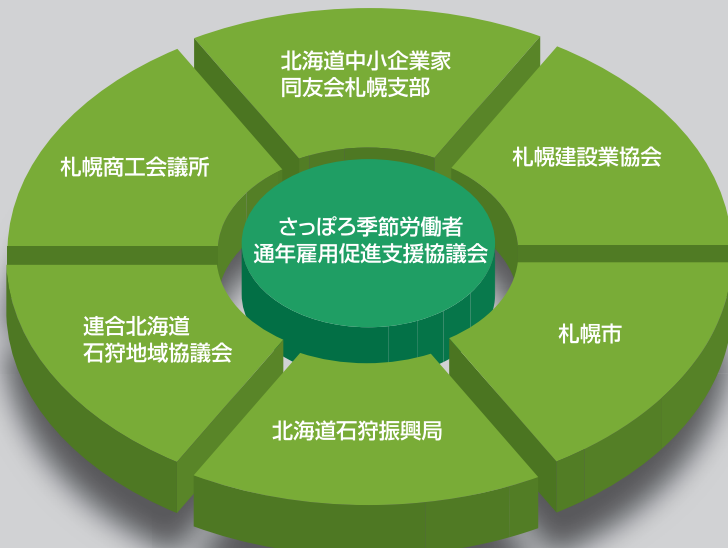 北海道中小企業家
同友会札幌支部
札幌商工会議所
札幌建設業協会
さっぽろ季節労働者
通年雇用促進支援協議会
連合北海道
石狩地域協議会
札幌市
北海道石狩振興局